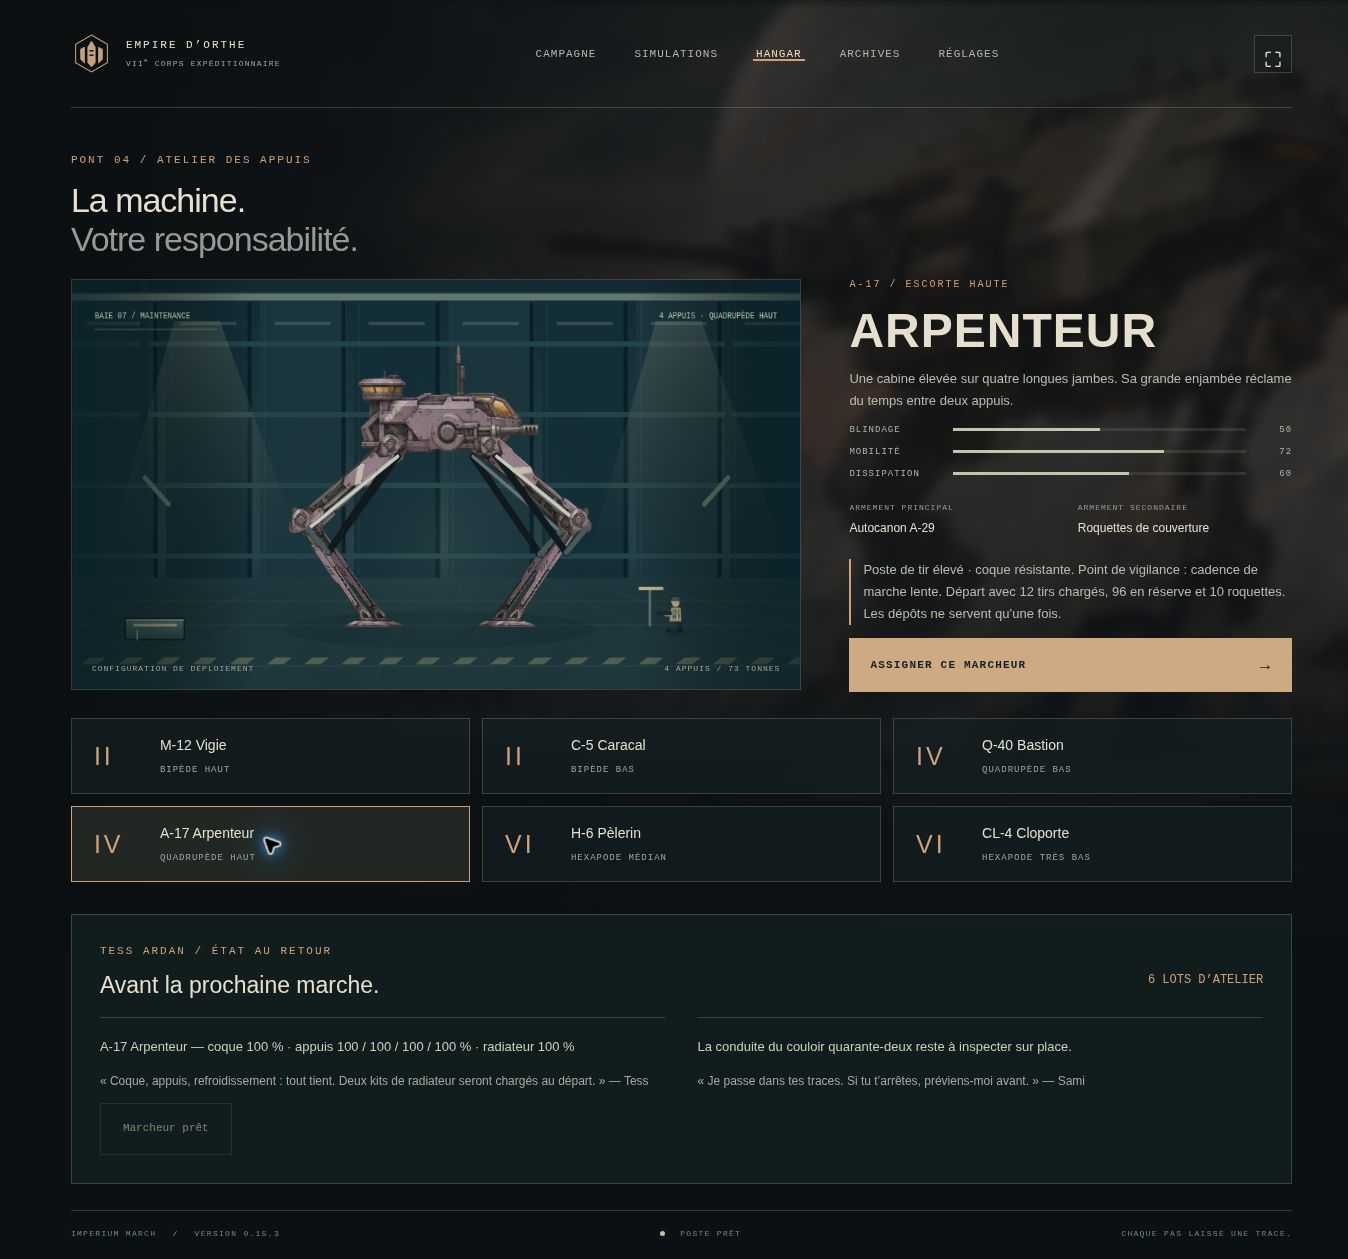 EMPIRE D’ORTHE
VIIᵉ CORPS EXPÉDITIONNAIRE
CAMPAGNE
SIMULATIONS
HANGAR
ARCHIVES
RÉGLAGES
PONT 04 / ATELIER DES APPUIS
La machine.
Votre responsabilité.
BAIE 07 / MAINTENANCE
4 APPUIS · QUADRUPÈDE HAUT
CONFIGURATION DE DÉPLOIEMENT
4 APPUIS / 73 TONNES
A-17 / ESCORTE HAUTE
ARPENTEUR
Une cabine élevée sur quatre longues jambes. Sa grande enjambée réclame
du temps entre deux appuis.
BLINDAGE 50
MOBILITÉ 72
DISSIPATION 60
ARMEMENT PRINCIPAL
Autocanon A-29
ARMEMENT SECONDAIRE
Roquettes de couverture
Poste de tir élevé · coque résistante. Point de vigilance : cadence de
marche lente. Départ avec 12 tirs chargés, 96 en réserve et 10 roquettes.
Les dépôts ne servent qu’une fois.
ASSIGNER CE MARCHEUR →
II
M-12 Vigie
BIPÈDE HAUT
II
C-5 Caracal
BIPÈDE BAS
IV
Q-40 Bastion
QUADRUPÈDE BAS
IV
A-17 Arpenteur
QUADRUPÈDE HAUT
VI
H-6 Pèlerin
HEXAPODE MÉDIAN
VI
CL-4 Cloporte
HEXAPODE TRÈS BAS
TESS ARDAN / ÉTAT AU RETOUR
Avant la prochaine marche.
6 LOTS D’ATELIER
A-17 Arpenteur — coque 100 % · appuis 100 / 100 / 100 / 100 % · radiateur 100 %
« Coque, appuis, refroidissement : tout tient. Deux kits de radiateur seront chargés au départ. » — Tess
Marcheur prêt
La conduite du couloir quarante-deux reste à inspecter sur place.
« Je passe dans tes traces. Si tu t’arrêtes, préviens-moi avant. » — Sami
IMPERIUM MARCH / VERSION 0.15.3
POSTE PRÊT
CHAQUE PAS LAISSE UNE TRACE.